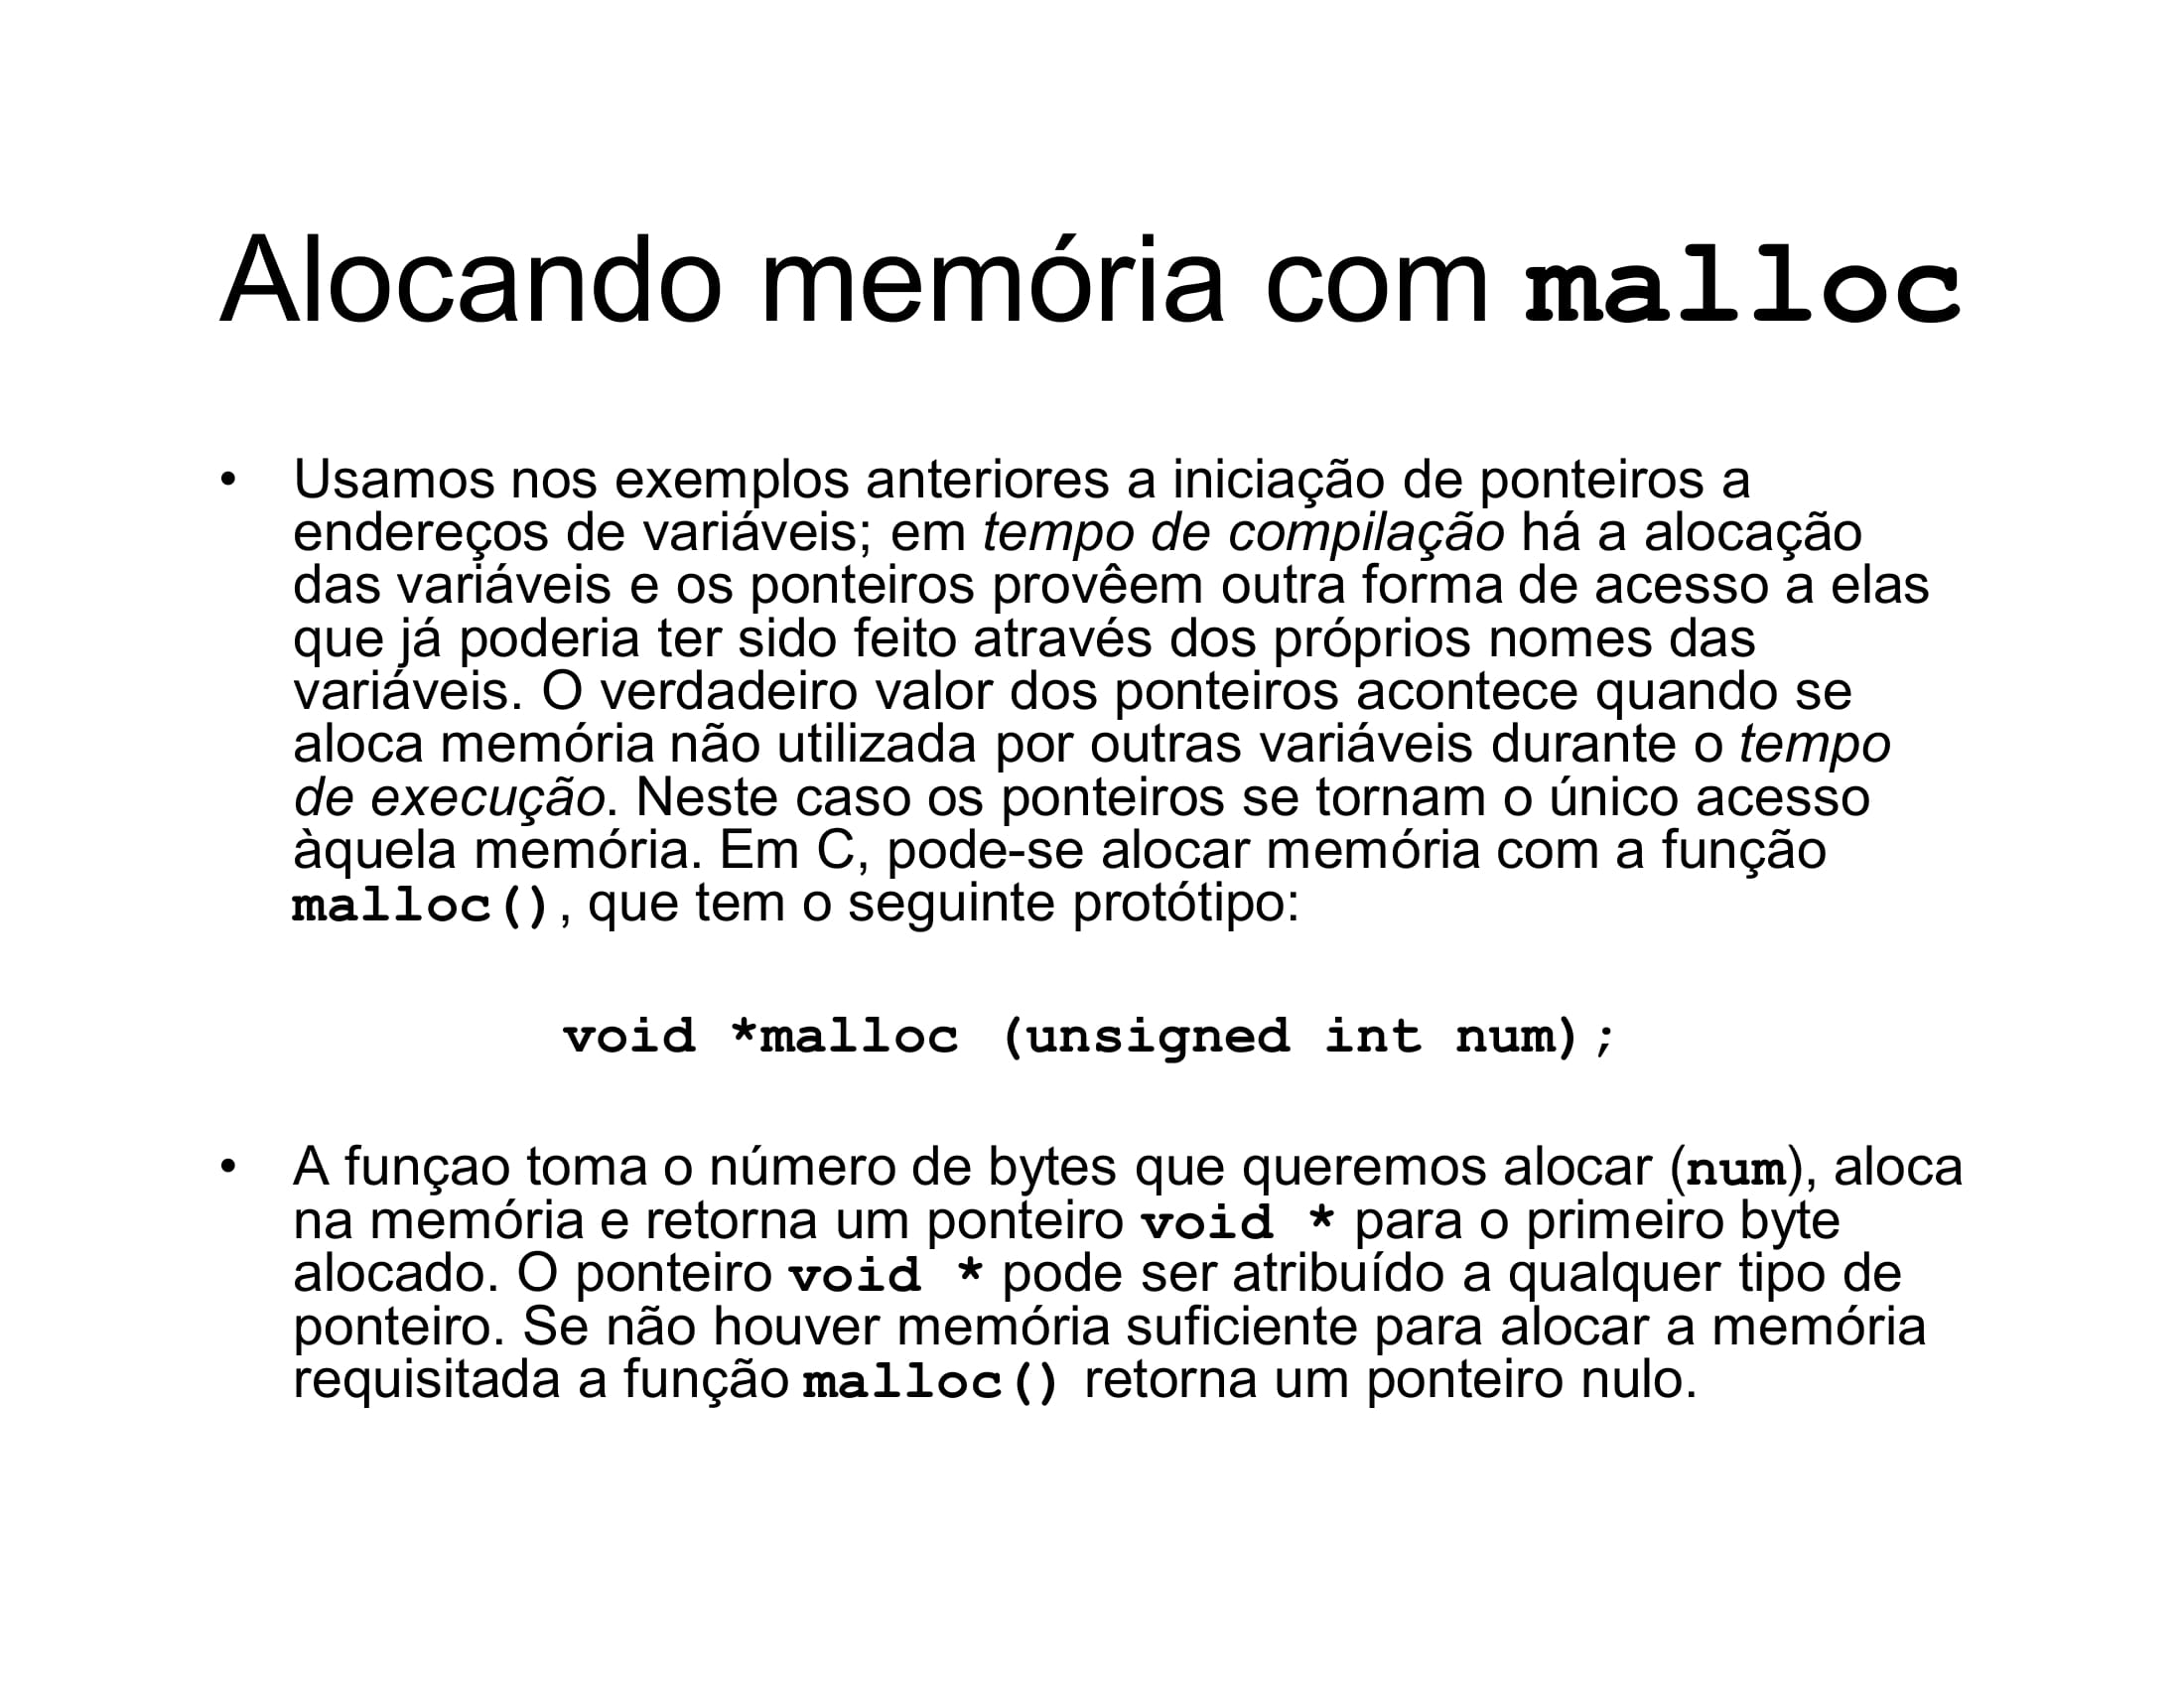 Alocando memória com malloc
• Usamos nos exemplos anteriores a iniciação de ponteiros a
endereços de variáveis; em tempo de compilação há a alocação
das variáveis e os ponteiros provêem outra forma de acesso a elas
que já poderia ter sido feito através dos próprios nomes das
variáveis. O verdadeiro valor dos ponteiros acontece quando se
aloca memória não utilizada por outras variáveis durante o tempo
de execução. Neste caso os ponteiros se tornam o único acesso
àquela memória. Em C, pode-se alocar memória com a função
malloc(), que tem o seguinte protótipo:
void *malloc (unsigned int num);
• A funçao toma o número de bytes que queremos alocar (num), aloca
na memória e retorna um ponteiro void * para o primeiro byte
alocado. O ponteiro void * pode ser atribuído a qualquer tipo de
ponteiro. Se não houver memória suficiente para alocar a memória
requisitada a função malloc() retorna um ponteiro nulo.